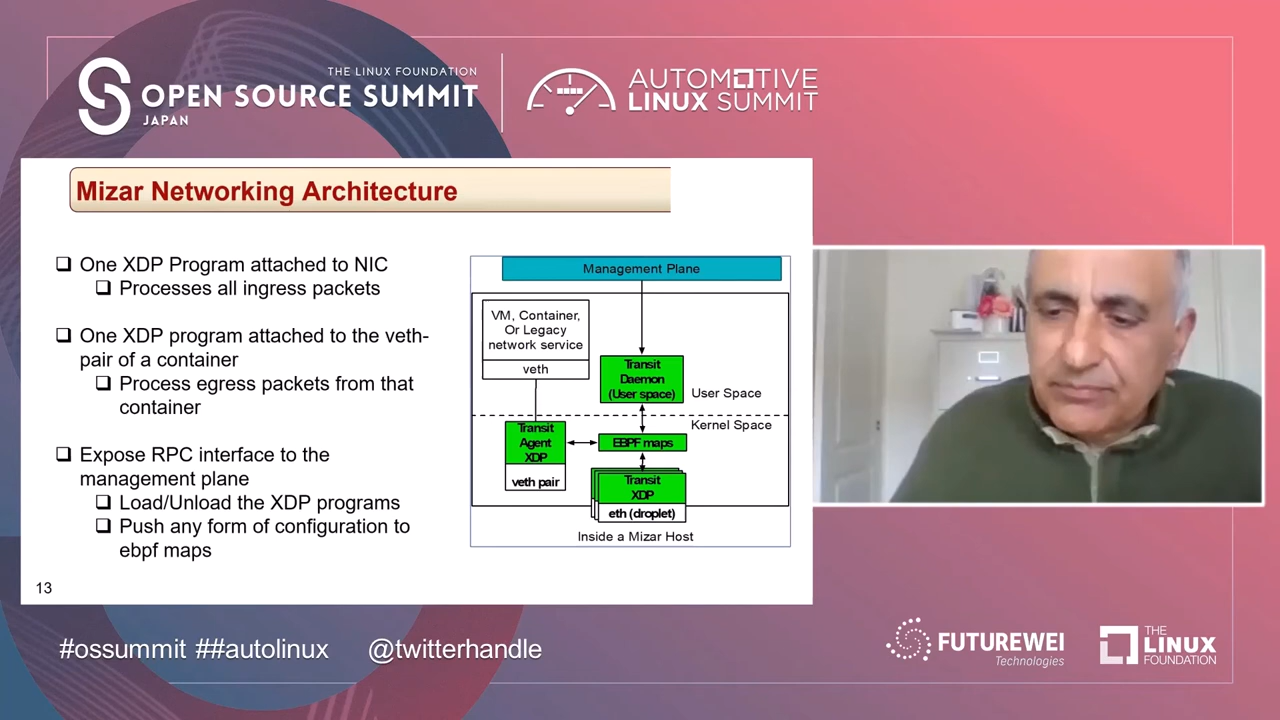 THE LINUX FOUNDATION
OPEN SOURCE SUMMIT
JAPAN
AUTOMOTIVE
LINUX SUMMIT
Mizar Networking Architecture
❑ One XDP Program attached to NIC
❑ Processes all ingress packets
❑ One XDP program attached to the veth-
pair of a container
❑ Process egress packets from that
container
❑ Expose RPC interface to the
management plane
❑ Load/Unload the XDP programs
❑ Push any form of configuration to
ebpf maps
13
Management Plane
VM, Container,
Or Legacy
network service
veth
Transit
Daemon
(User space)
User Space
Kernel Space
Transit
Agent
XDP
veth pair
EBPF maps
Transit
XDP
eth (droplet)
Inside a Mizar Host
#ossummit ##autolinux @twitterhandle
FUTUREWEI
Technologies
THE
LINUX
FOUNDATION